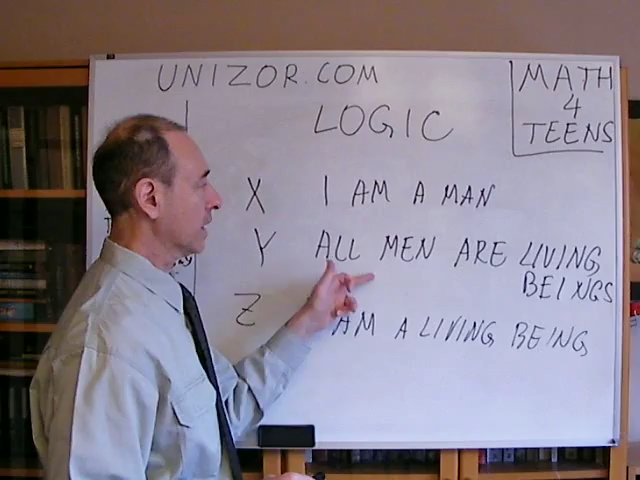 UNIZOR.COM
MATH
4
TEENS
LOGIC
X I AM A MAN
Y ALL MEN ARE LIVING
BEINGS
Z AM A LIVING BEING